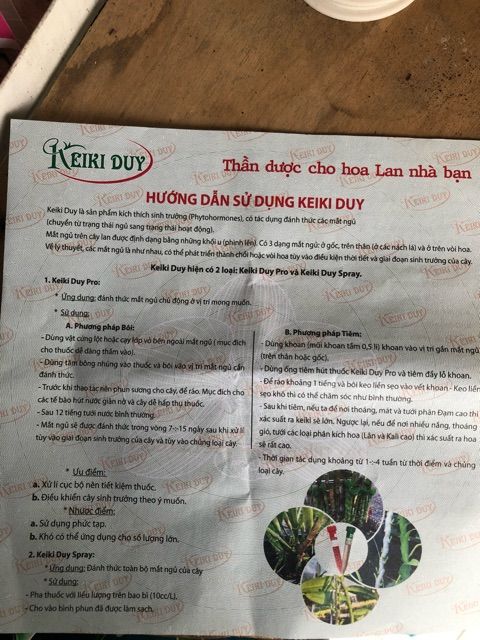 KEIKI DUY
Thần dược cho hoa Lan nhà bạn
HƯỚNG DẪN SỬ DỤNG KEIKI DUY
Keiki Duy là sản phẩm kích thích sinh trưởng (Phytohormones), có tác dụng đánh thức các mắt ngủ
(chuyển từ trạng thái ngủ sang trạng thái hoạt động).
Mắt ngủ trên cây lan được định dạng bằng những khối u (phình lên). Có 3 dạng mắt ngủ: ở gốc, trên thân (ở các nách lá) và ở trên vòi hoa.
Về lý thuyết, các mắt ngủ là như nhau, có thể phát triển thành chồi hoặc vòi hoa tùy vào điều kiện thời tiết và giai đoạn sinh trưởng của cây.
Keiki Duy hiện có 2 loại: Keiki Duy Pro và Keiki Duy Spray.
1. Keiki Duy Pro:
* Ứng dụng: đánh thức mắt ngủ chủ động ở vị trí mong muốn.
* Sử dụng:
A. Phương pháp Bôi:
- Dùng vật cứng lột hoặc cạy lớp vỏ bên ngoài mắt ngủ ( mục đích
cho thuốc dễ dàng thấm vào).
- Dùng tăm bông nhúng vào thuốc và bôi vào vị trí mắt ngủ cần
đánh thức.
- Trước khi thao tác nên phun sương cho cây, để ráo. Mục đích cho
các tế bào hút nước giãn nở và cây dễ hấp thụ thuốc.
- Sau 12 tiếng tưới nước bình thường.
- Mắt ngủ sẽ được đánh thức trong vòng 7-:-15 ngày sau khi xử lí
tùy vào giai đoạn sinh trưởng của cây và tùy vào chủng loại cây.
* Ưu điểm:
a. Xử lí cục bộ nên tiết kiệm thuốc.
b. Điều khiển cây sinh trưởng theo ý muốn.
* Nhược điểm:
a. Sử dụng phức tạp.
b. Khó có thể ứng dụng cho số lượng lớn.
2. Keiki Duy Spray:
* Ứng dụng: Đánh thức toàn bộ mắt ngủ của cây
* Sử dụng:
- Pha thuốc với liều lượng trên bao bì (10cc/L).
- Cho vào bình phun đã được làm sạch.
B. Phương pháp Tiêm:
- Dùng khoan (mũi khoan tầm 0,5 li) khoan vào vị trí gần mắt ngủ
(trên thân hoặc gốc).
- Dùng ống tiêm hút thuốc Keiki Duy Pro và tiêm đầy lỗ khoan.
- Để ráo khoảng 1 tiếng và bôi keo liền sẹo vào vết khoan - Keo liền
sẹo khô thì có thể chăm sóc như bình thường.
- Sau khi tiêm, nếu ta để nơi thoáng, mát và tưới phân Đạm cao thì
xác suất ra keiki sẽ lớn. Ngược lại, nếu để nơi nhiều nắng, thoáng
gió, tưới các loại phân kích hoa (Lân và Kali cao) thì xác suất ra hoa
sẽ rất cao.
- Thời gian tác dụng khoảng từ 1-:-4 tuần từ thời điểm và chủng
loại cây.